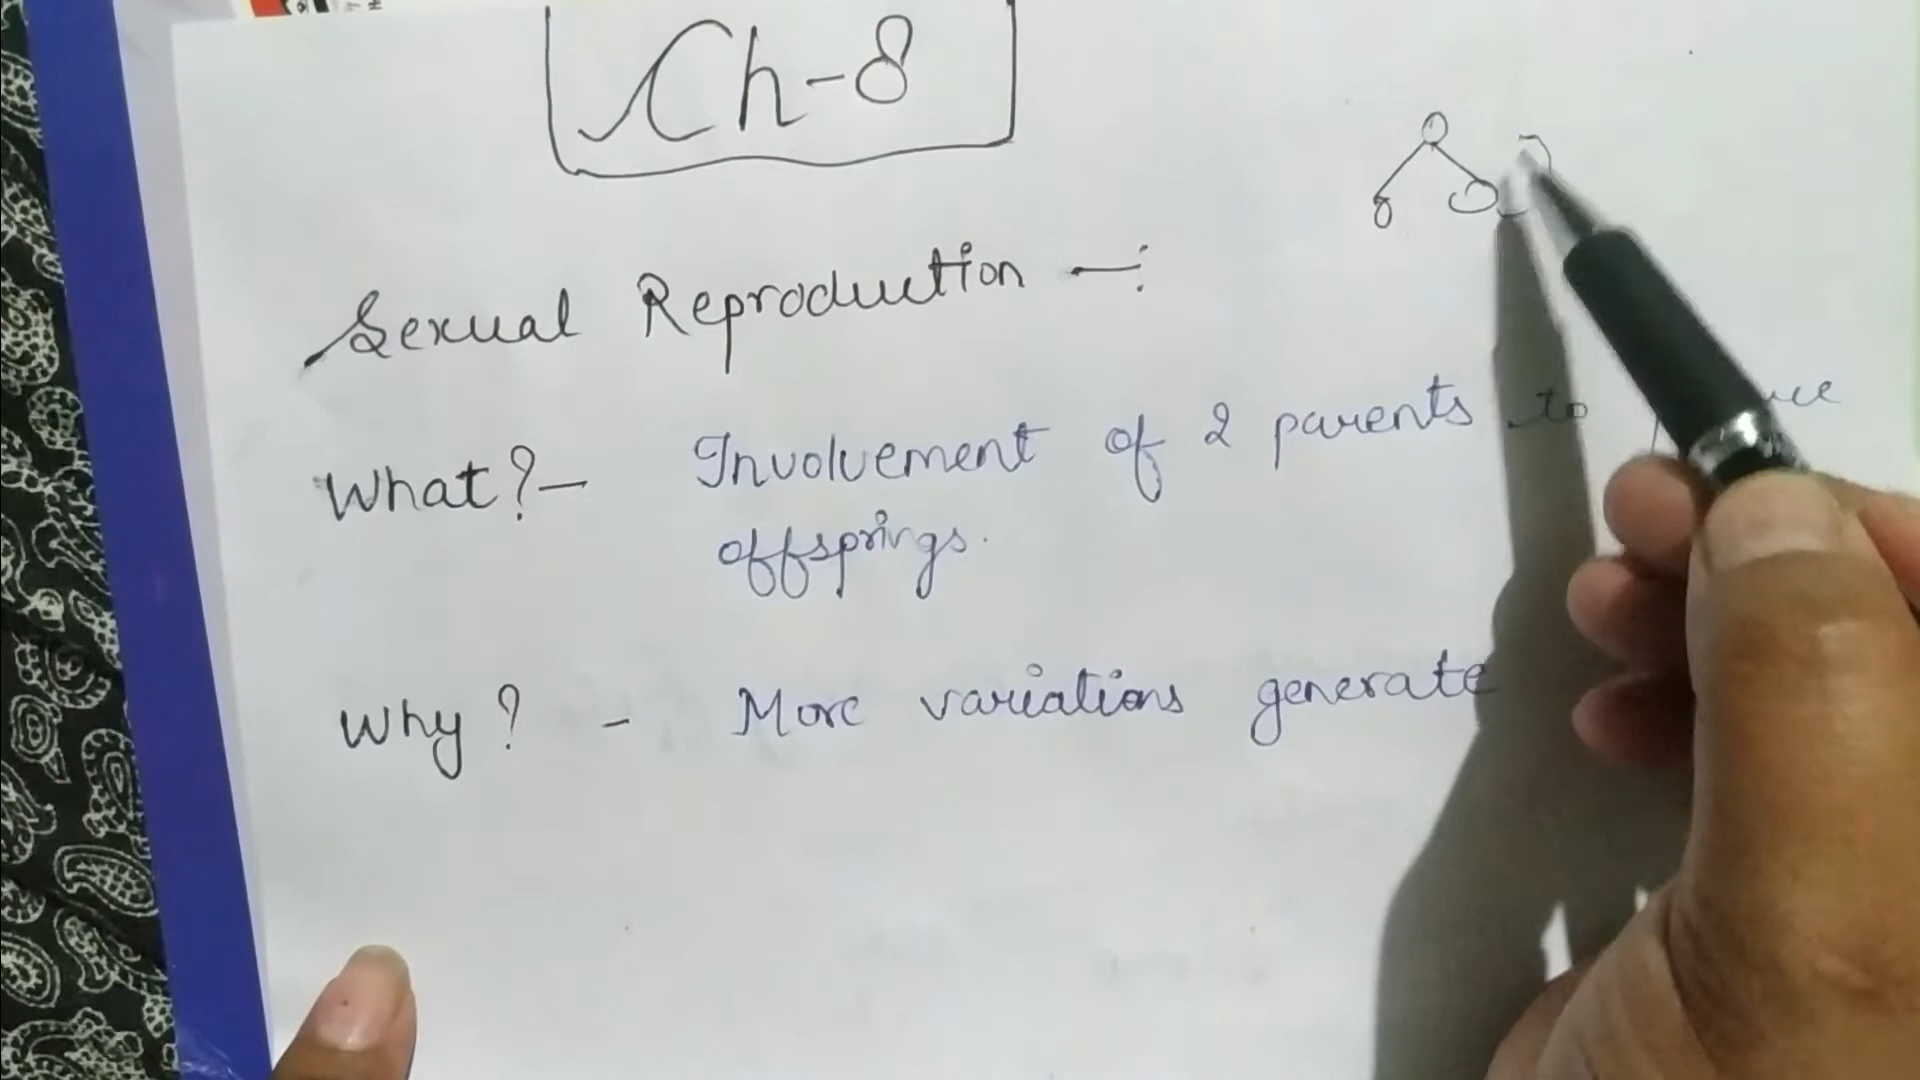 Ch-8
Sexual Reproduction —:
What? – Involvement of 2 parents to
offsprings.
Why? - More variations generate